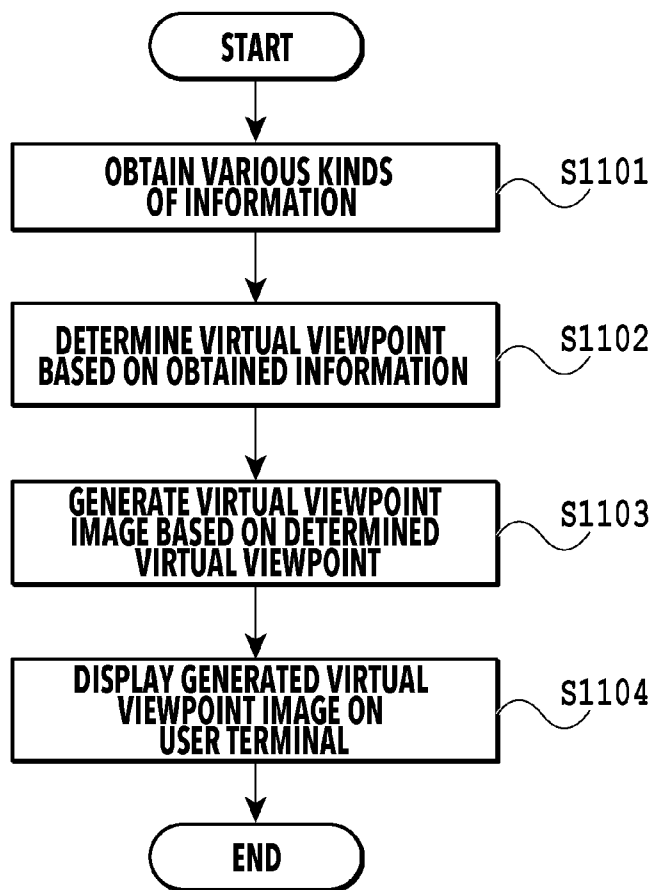 START
OBTAIN VARIOUS KINDS
OF INFORMATION
S1101
DETERMINE VIRTUAL VIEWPOINT
BASED ON OBTAINED INFORMATION
S1102
GENERATE VIRTUAL VIEWPOINT
IMAGE BASED ON DETERMINED
VIRTUAL VIEWPOINT
S1103
DISPLAY GENERATED VIRTUAL
VIEWPOINT IMAGE ON
USER TERMINAL
S1104
END